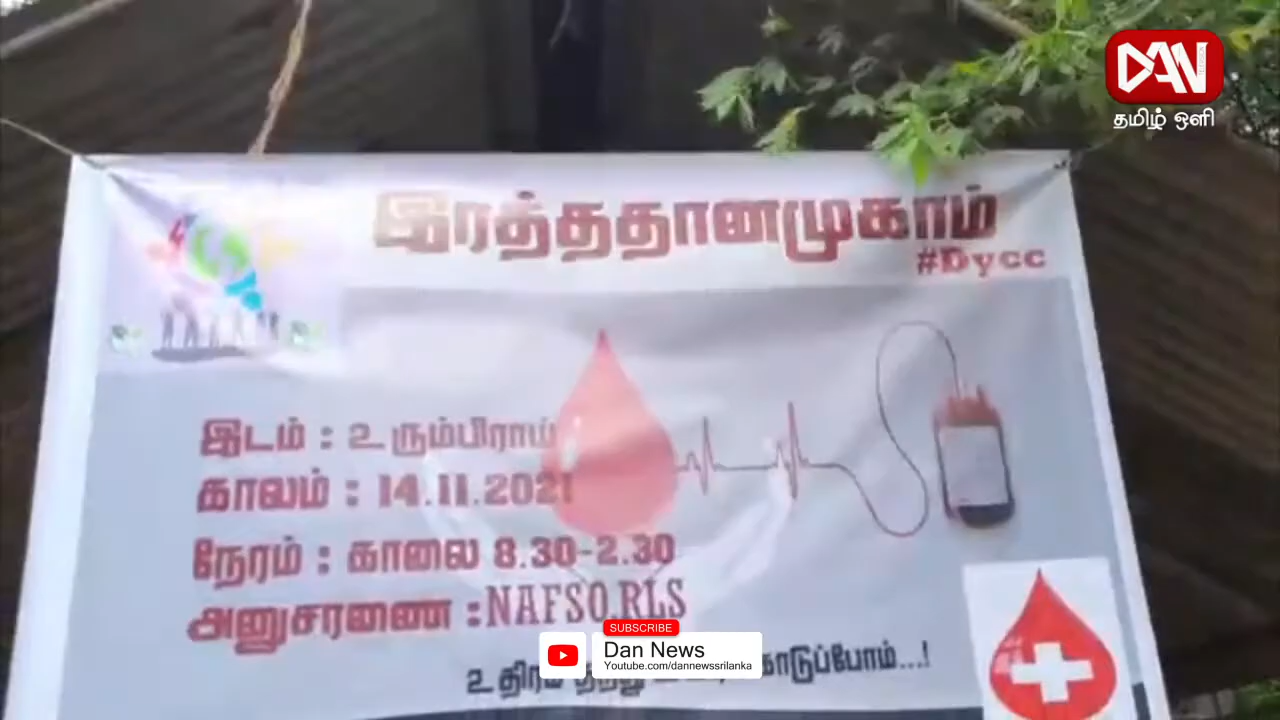 DAN
தமிழ் ஒளி
இரத்ததானமுகாம்
#Dycc
இடம் : உரும்பிராய்
காலம் : 14.11.2021
நேரம் : காலை 8.30-2.30
அனுசரணை :NAFSO.RLS
உதிரம்
SUBSCRIBE
Dan News
Youtube.com/dannewssrilanka